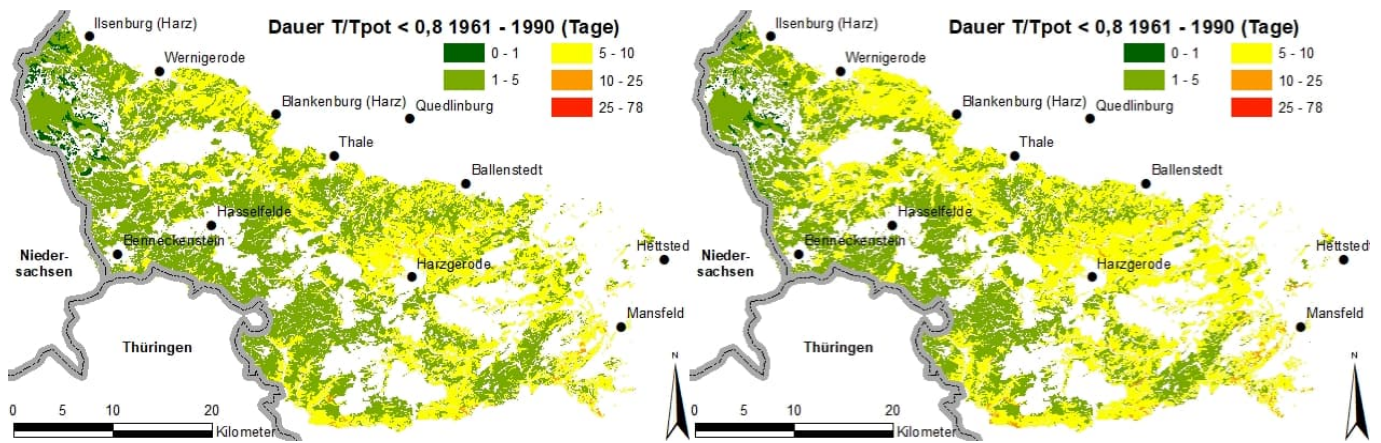 Dauer T/Tpot < 0,8 1961 - 1990 (Tage)
0 - 1
5 - 10
1 - 5
10 - 25
25 - 78
Ilsenburg (Harz)
Wernigerode
Blankenburg (Harz)
Quedlinburg
Thale
Ballenstedt
Hasselfelde
Benneckenstein
Nieder-
sachsen
Hettsted
Harzgerode
Mansfeld
Thüringen
N
0 5 10 20
Kilometer
Dauer T/Tpot < 0,8 1961 - 1990 (Tage)
0 - 1
5 - 10
1 - 5
10 - 25
25 - 78
Ilsenburg (Harz)
Wernigerode
Blankenburg (Harz)
Quedlinburg
Thale
Ballenstedt
Hasselfelde
Benneckenstein
Nieder-
sachsen
Hettsted
Harzgerode
Mansfeld
Thüringen
N
0 5 10 20
Kilometer